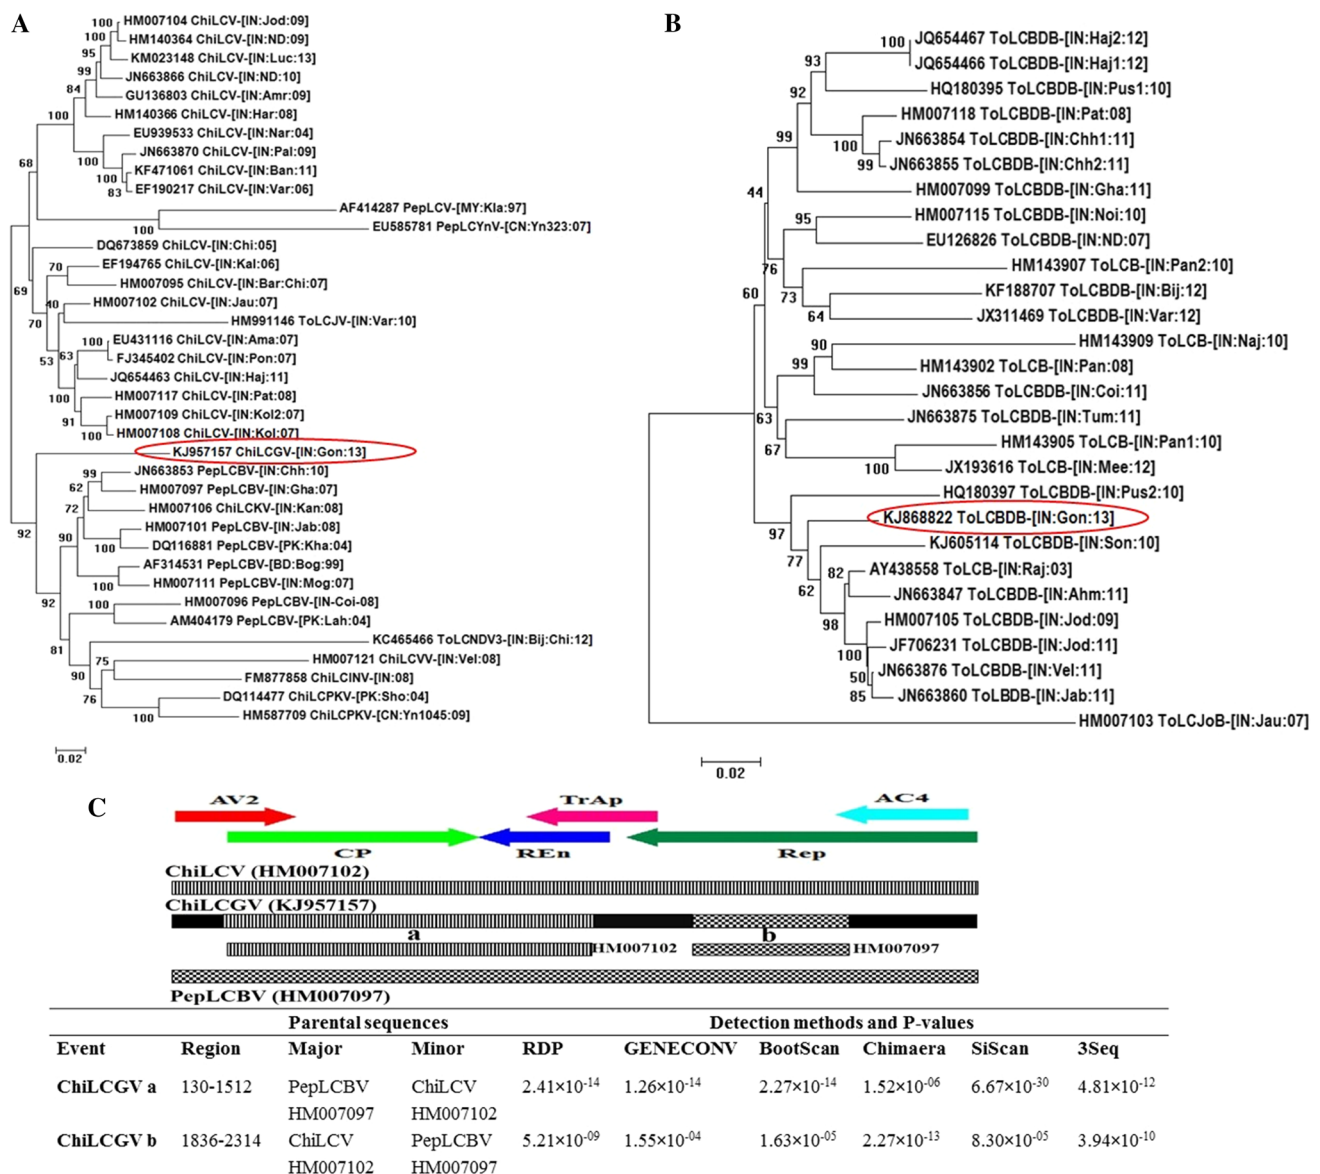 A
100 HM007104 ChiLCV-[IN:Jod:09]
100 HM140364 ChiLCV-[IN:ND:09]
95 KM023148 ChiLCV-[IN:Luc:13]
99 JN663866 ChiLCV-[IN:ND:10]
84 GU136803 ChiLCV-[IN:Amr:09]
100 HM140366 ChiLCV-[IN:Har:08]
EU939533 ChiLCV-[IN:Nar:04]
100 JN663870 ChiLCV-[IN:Pal:09]
68 100 KF471061 ChiLCV-[IN:Ban:11]
83 EF190217 ChiLCV-[IN:Var:06]
AF414287 PepLCV-[MY:Kla:97]
100 EU585781 PepLCYnV-[CN:Yn323:07]
DQ673859 ChiLCV-[IN:Chi:05]
70 EF194765 ChiLCV-[IN:Kal:06]
69 HM007095 ChiLCV-[IN:Bar:Chi:07]
40 HM007102 ChiLCV-[IN:Jau:07]
70 HM991146 ToLCJV-[IN:Var:10]
100 EU431116 ChiLCV-[IN:Ama:07]
53 63 FJ345402 ChiLCV-[IN:Pon:07]
JQ654463 ChiLCV-[IN:Haj:11]
100 HM007117 ChiLCV-[IN:Pat:08]
91 HM007109 ChiLCV-[IN:Kol2:07]
100 HM007108 ChiLCV-[IN:Kol:07]
KJ957157 ChiLCGV-[IN:Gon:13]
99 JN663853 PepLCBV-[IN:Chh:10]
62 HM007097 PepLCBV-[IN:Gha:07]
72 HM007106 ChiLCKV-[IN:Kan:08]
92 HM007101 PepLCBV-[IN:Jab:08]
90 100 DQ116881 PepLCBV-[PK:Kha:04]
AF314531 PepLCBV-[BD:Bog:99]
100 HM007111 PepLCBV-[IN:Mog:07]
92 100 HM007096 PepLCBV-[IN-Coi-08]
AM404179 PepLCBV-[PK:Lah:04]
81 KC465466 ToLCNDV3-[IN:Bij:Chi:12]
75 HM007121 ChiLCVV-[IN:Vel:08]
90 FM877858 ChiLCINV-[IN:08]
76 DQ114477 ChiLCPKV-[PK:Sho:04]
100 HM587709 ChiLCPKV-[CN:Yn1045:09]
0.02
B
100 JQ654467 ToLCBDB-[IN:Haj2:12]
93 JQ654466 ToLCBDB-[IN:Haj1:12]
92 HQ180395 ToLCBDB-[IN:Pus1:10]
HM007118 ToLCBDB-[IN:Pat:08]
99 100 JN663854 ToLCBDB-[IN:Chh1:11]
99 JN663855 ToLCBDB-[IN:Chh2:11]
44 HM007099 ToLCBDB-[IN:Gha:11]
95 HM007115 ToLCBDB-[IN:Noi:10]
EU126826 ToLCBDB-[IN:ND:07]
76 HM143907 ToLCB-[IN:Pan2:10]
60 73 KF188707 ToLCBDB-[IN:Bij:12]
64 JX311469 ToLCBDB-[IN:Var:12]
90 HM143909 ToLCB-[IN:Naj:10]
99 HM143902 ToLCB-[IN:Pan:08]
JN663856 ToLCBDB-[IN:Coi:11]
63 JN663875 ToLCBDB-[IN:Tum:11]
67 HM143905 ToLCB-[IN:Pan1:10]
100 JX193616 ToLCB-[IN:Mee:12]
HQ180397 ToLCBDB-[IN:Pus2:10]
97 KJ868822 ToLCBDB-[IN:Gon:13]
77 KJ605114 ToLCBDB-[IN:Son:10]
62 82 AY438558 ToLCB-[IN:Raj:03]
JN663847 ToLCBDB-[IN:Ahm:11]
98 HM007105 ToLCBDB-[IN:Jod:09]
100 JF706231 ToLCBDB-[IN:Jod:11]
50 JN663876 ToLCBDB-[IN:Vel:11]
85 JN663860 ToLBDB-[IN:Jab:11]
HM007103 ToLCJoB-[IN:Jau:07]
0.02
C
AV2 TrAp AC4
CP REn Rep
ChiLCV (HM007102)
ChiLCGV (KJ957157)
a b
HM007102 HM007097
PepLCBV (HM007097)
Parental sequences Detection methods and P-values
Event Region Major Minor RDP GENECONV BootScan Chimaera SiScan 3Seq
ChiLCGV a 130-1512 PepLCBV ChiLCV 2.41×10⁻¹⁴ 1.26×10⁻¹⁴ 2.27×10⁻¹⁴ 1.52×10⁻⁰⁶ 6.67×10⁻³⁰ 4.81×10⁻¹²
HM007097 HM007102
ChiLCGV b 1836-2314 ChiLCV PepLCBV 5.21×10⁻⁰⁹ 1.55×10⁻⁰⁴ 1.63×10⁻⁰⁵ 2.27×10⁻¹³ 8.30×10⁻⁰⁵ 3.94×10⁻¹⁰
HM007102 HM007097